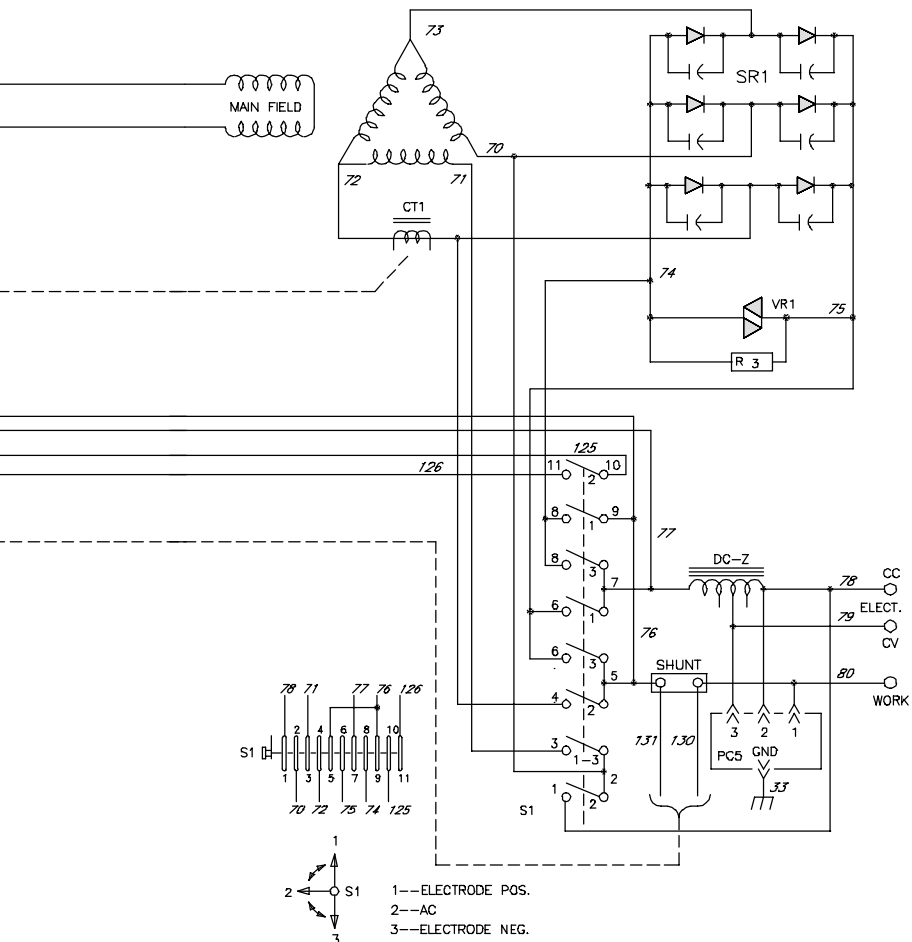 73
MAIN FIELD
SR1
70
72
71
CT1
74
VR1
75
R 3
125
11
10
126
2
8
9
1
77
8
3
DC-Z
7
78
CC
6
1
79
ELECT.
CV
76
6
3
5
SHUNT
80
WORK
4
2
78 71 77 76 126
2 4 6 8 10
S1
1 3 5 7 9 11
70 72 75 74 125
3
1-3
131 130
3 2 1
PC5 GND
33
2
1
2
S1
1
2
S1
3
1--ELECTRODE POS.
2--AC
3--ELECTRODE NEG.